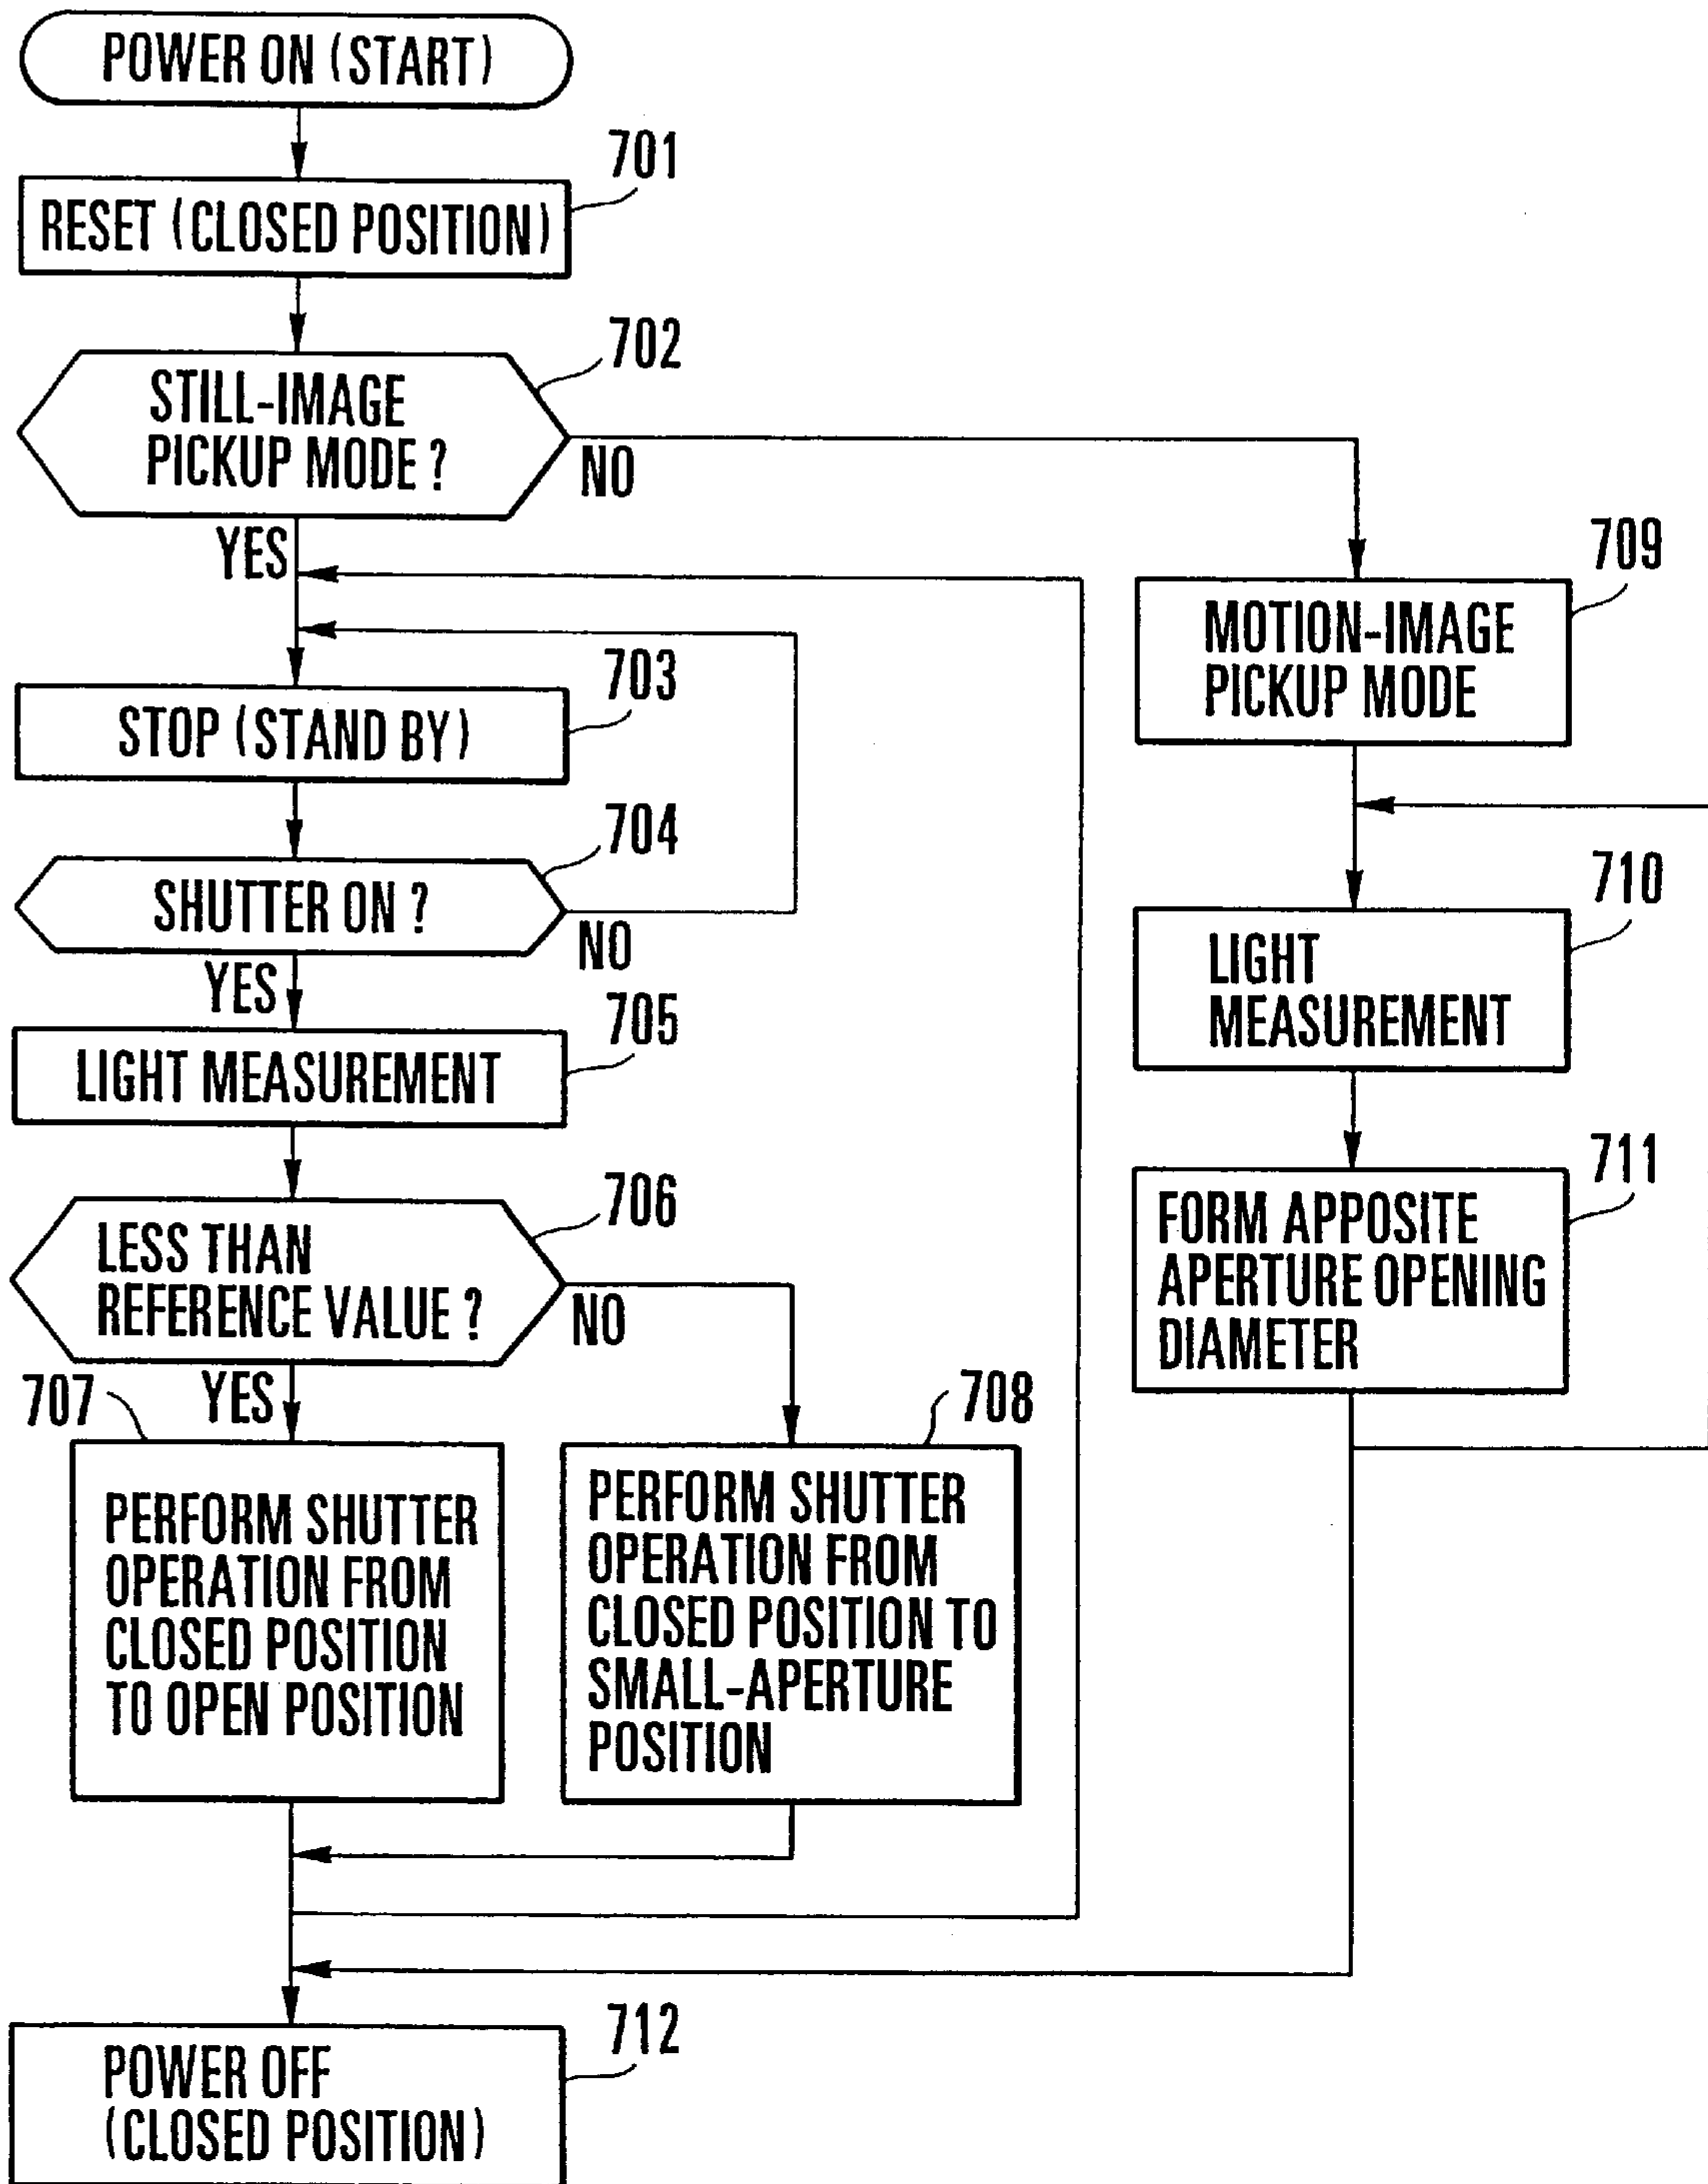 POWER ON (START)
701
RESET (CLOSED POSITION)
702
STILL-IMAGE
PICKUP MODE ?
NO
YES
703
STOP (STAND BY)
704
SHUTTER ON ?
NO
YES
705
LIGHT MEASUREMENT
706
LESS THAN
REFERENCE VALUE ?
NO
YES
707
PERFORM SHUTTER
OPERATION FROM
CLOSED POSITION
TO OPEN POSITION
708
PERFORM SHUTTER
OPERATION FROM
CLOSED POSITION TO
SMALL-APERTURE
POSITION
709
MOTION-IMAGE
PICKUP MODE
710
LIGHT
MEASUREMENT
711
FORM APPOSITE
APERTURE OPENING
DIAMETER
712
POWER OFF
(CLOSED POSITION)